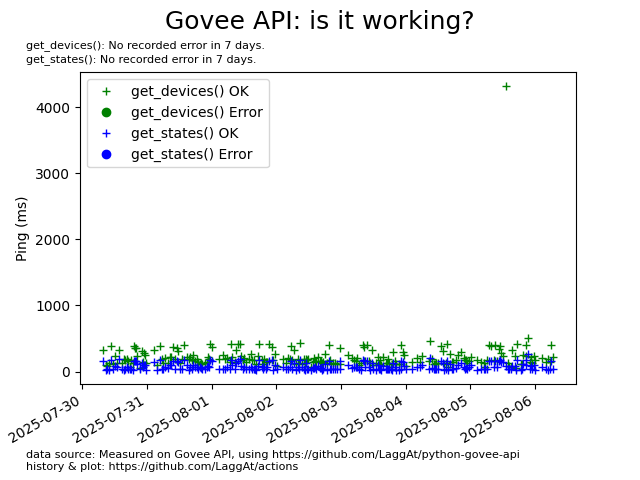 Govee API: is it working?
get_devices(): No recorded error in 7 days.
get_states(): No recorded error in 7 days.
get_devices() OK
get_devices() Error
get_states() OK
get_states() Error
Ping (ms)
4000
3000
2000
1000
0
2025-07-30
2025-07-31
2025-08-01
2025-08-02
2025-08-03
2025-08-04
2025-08-05
2025-08-06
data source: Measured on Govee API, using https://github.com/LaggAt/python-govee-api
history & plot: https://github.com/LaggAt/actions